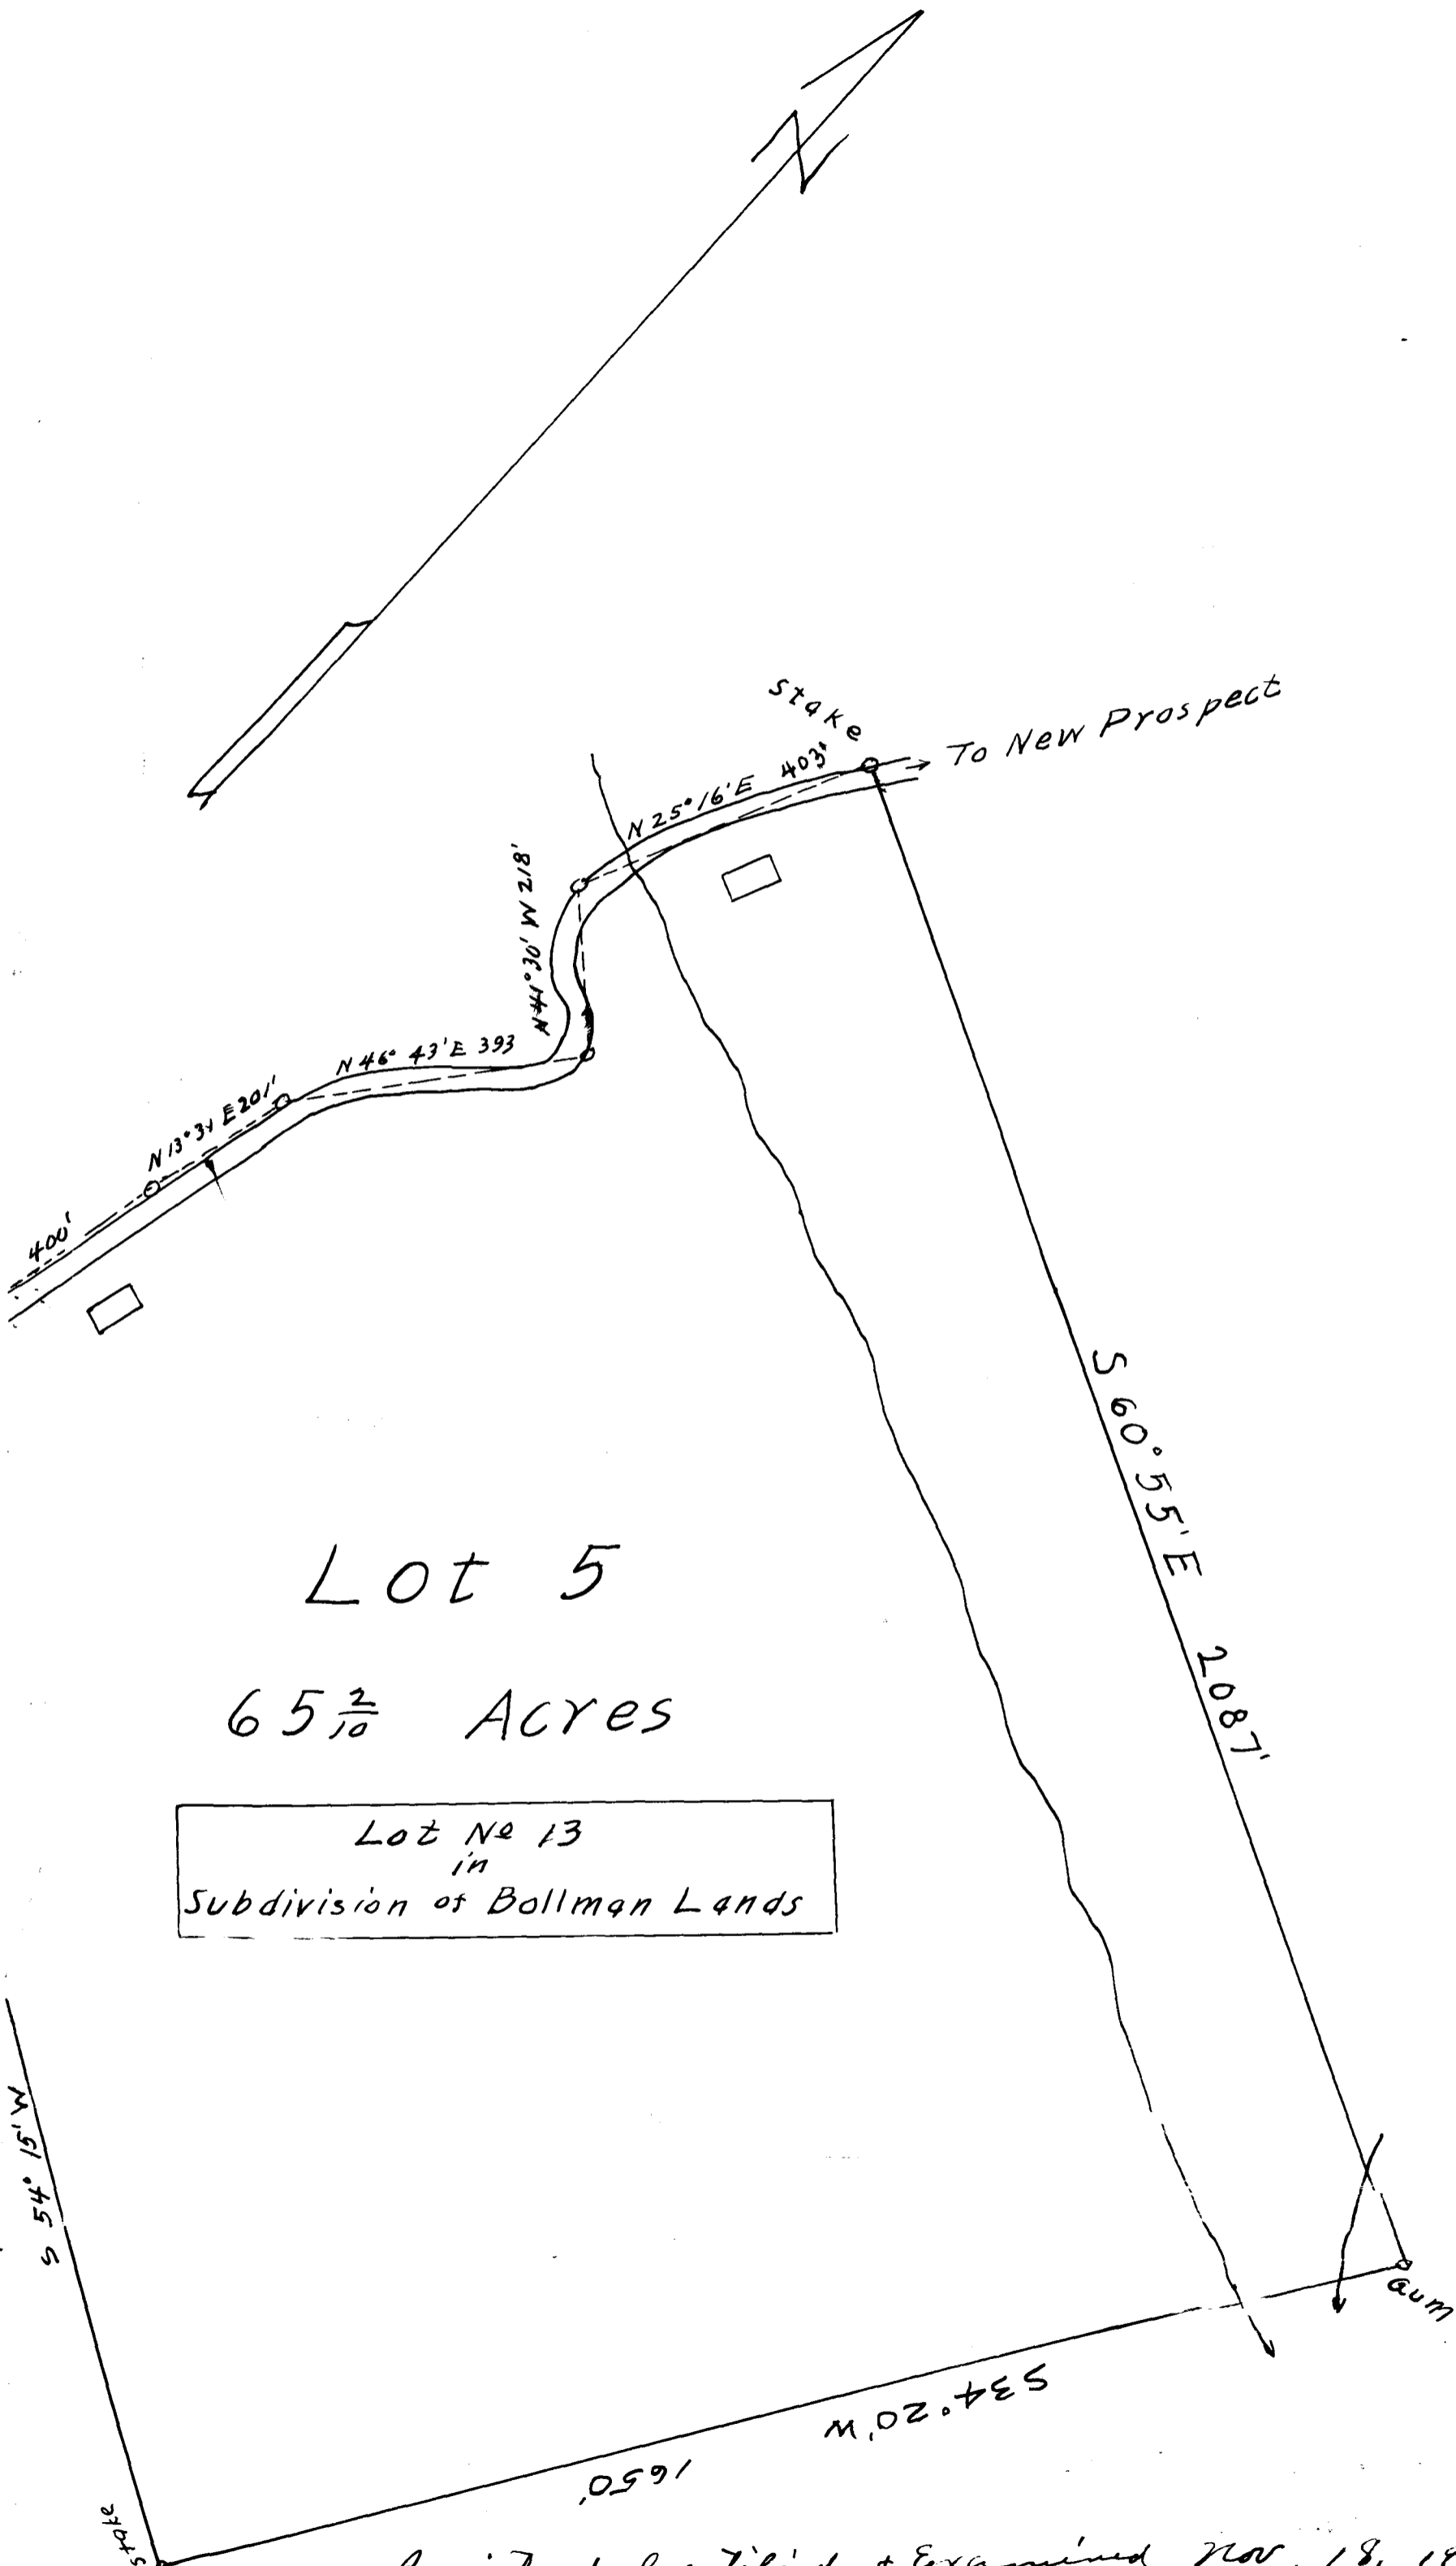 N
stake
To New Prospect
N 25° 16' E 403'
N 41° 30' W 218'
N 46° 43' E 393
E 201'
400'
S 60° 55' E 2087'
Lot 5
65 2/10 Acres
Lot No 13
in
Subdivision of Bollman Lands
S 54° 15' W
Gum
S 34° 20' W
1650'
stake
Examined Nov. 18, 19